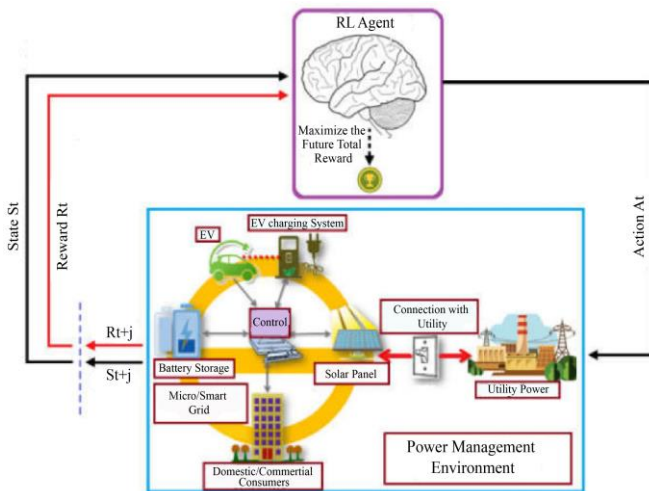 RL Agent
Maximize the
Future Total
Reward
State St
Reward Rt
Action At
EV charging System
EV
Control
Connection with
Utility
Rt+j
St+j
Battery Storage
Solar Panel
Utility Power
Micro/Smart
Grid
Domestic/Commertial
Consumers
Power Management
Environment